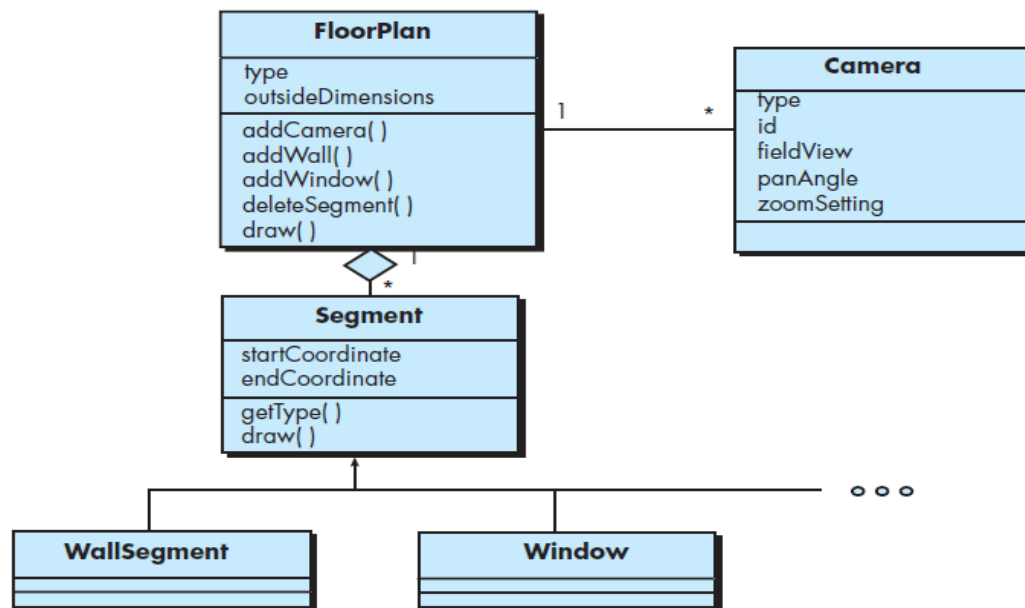 FloorPlan
type
outsideDimensions
addCamera( )
addWall( )
addWindow( )
deleteSegment( )
draw( )
1
*
Camera
type
id
fieldView
panAngle
zoomSetting
1
*
Segment
startCoordinate
endCoordinate
getType( )
draw( )
WallSegment
Window